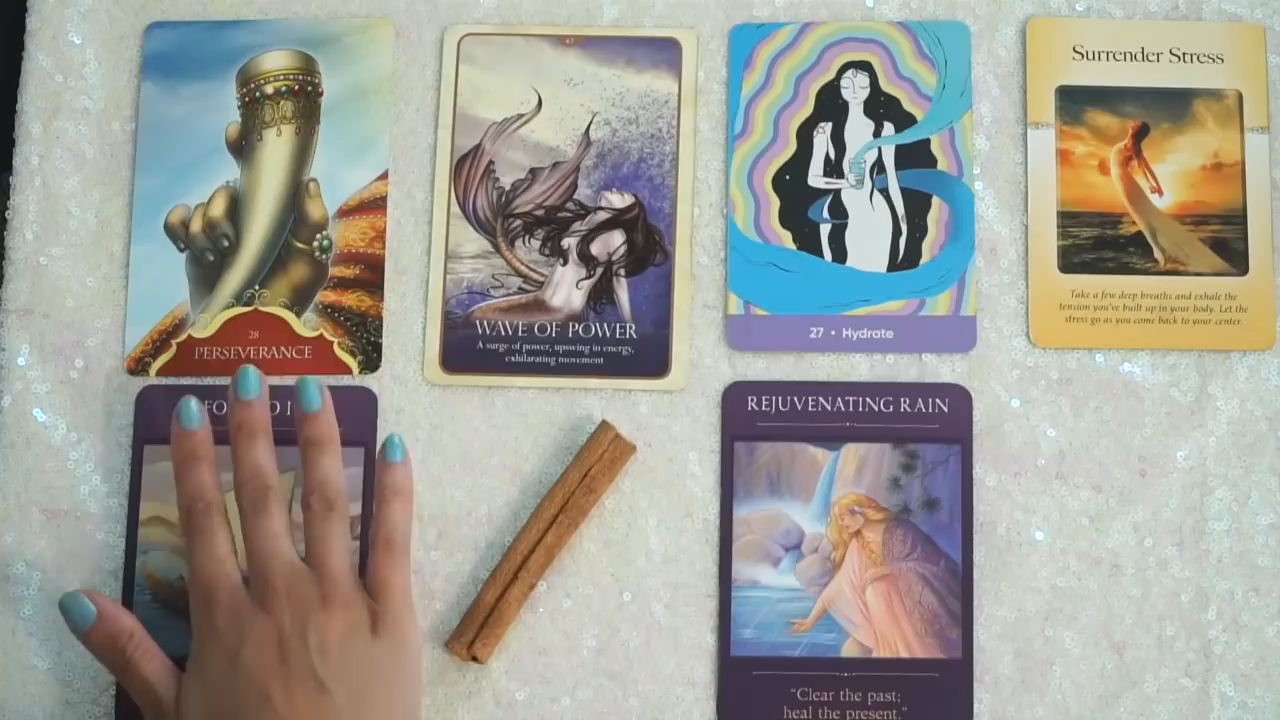 28
PERSEVERANCE
47
WAVE OF POWER
A surge of power, upswing in energy,
exhilarating movement
27 • Hydrate
Surrender Stress
Take a few deep breaths and exhale the
tension you've built up in your body. Let the
stress go as you come back to your center.
REJUVENATING RAIN
"Clear the past;
heal the present."